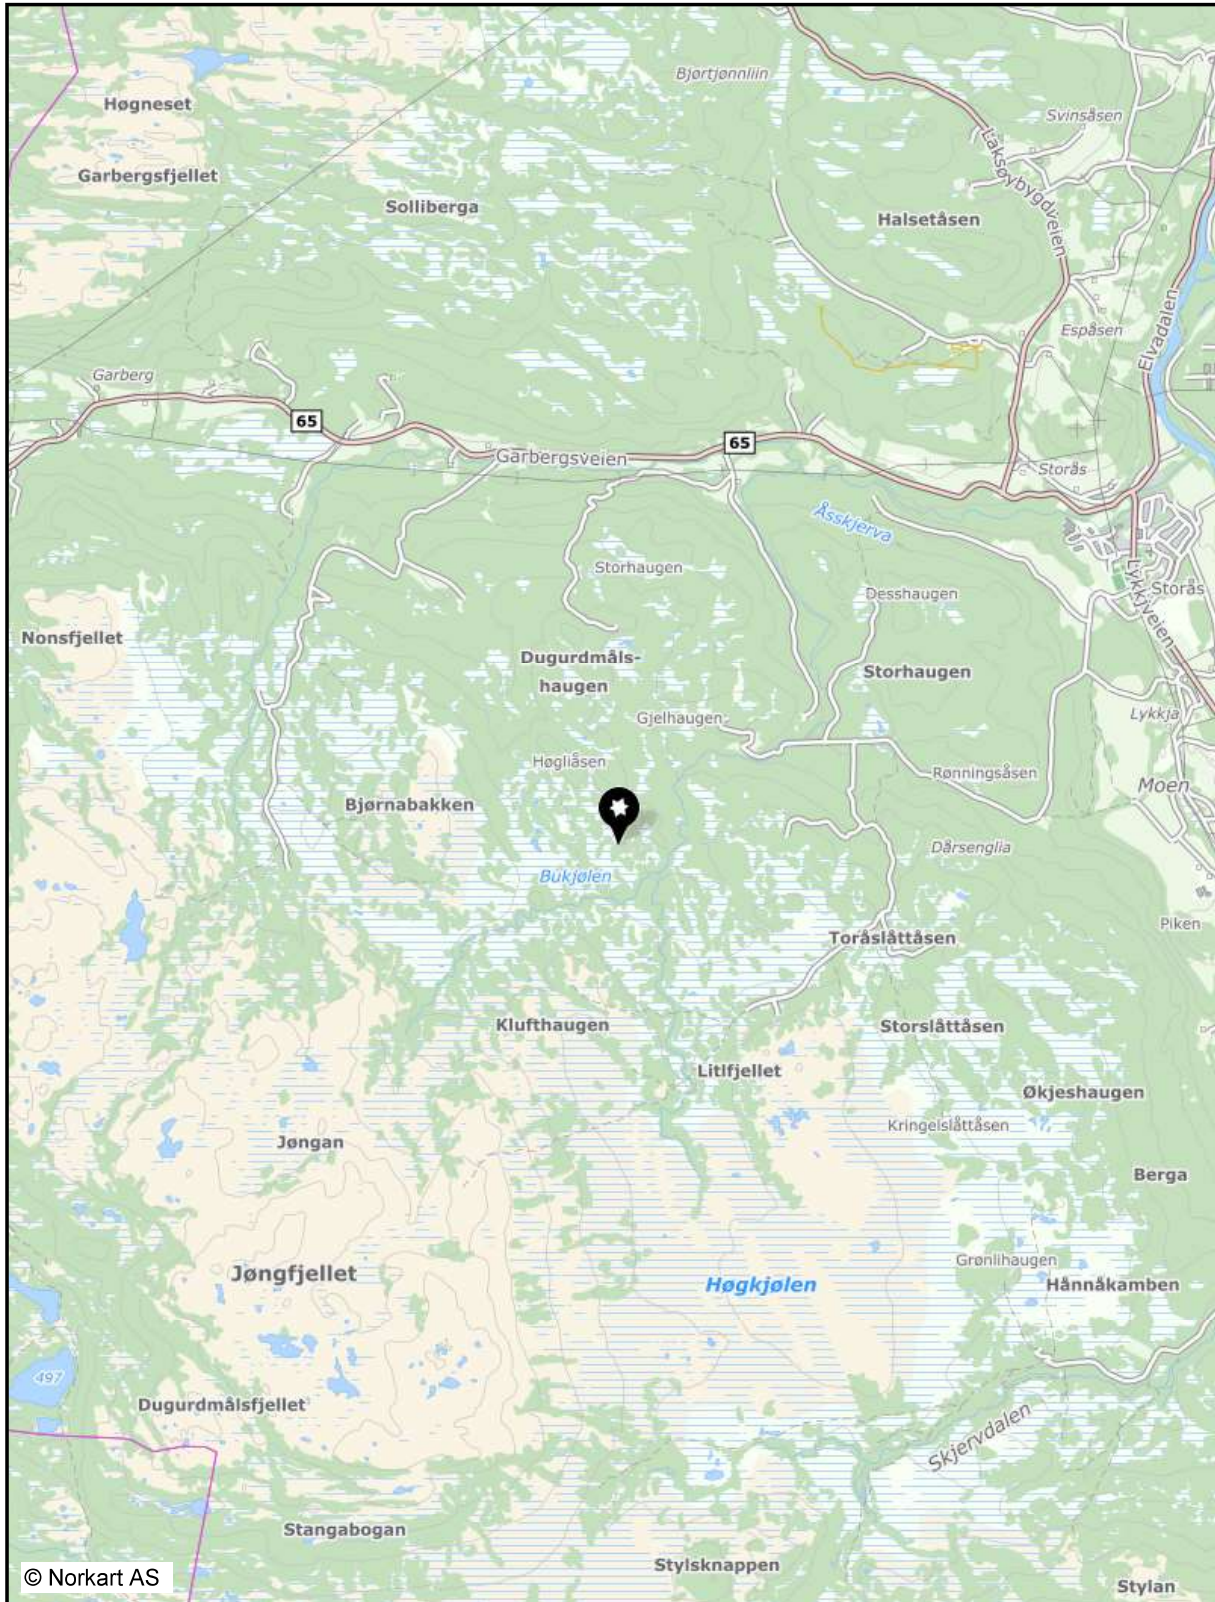 Bjørtjønnliin
Høgneset
Svinsåsen
Laksøybygdveien
Garbergsfjellet
Solliberga
Halsetåsen
Espåsen
Elvadalen
Garberg
65
65
Garbergsveien
Storås
Åsskjerva
Storhaugen
Desshaugen
Storås
Lykkjveien
Nonsfjellet
Dugurdmåls-
haugen
Storhaugen
Gjelhaugen
Lykkja
Høgliåsen
Rønningsåsen
Moen
Bjørnabakken
Dårsenglia
Bukjølen
Piken
Toråslåttåsen
Klufthaugen
Storslåttåsen
Litlfjellet
Økjeshaugen
Kringelslåttåsen
Jøngan
Berga
Grønlihaugen
Jøngfjellet
Høgkjølen
Hånnåkamben
497
Dugurdmålsfjellet
Skjervdalen
Stangabogan
Stylsknappen
© Norkart AS
Stylan